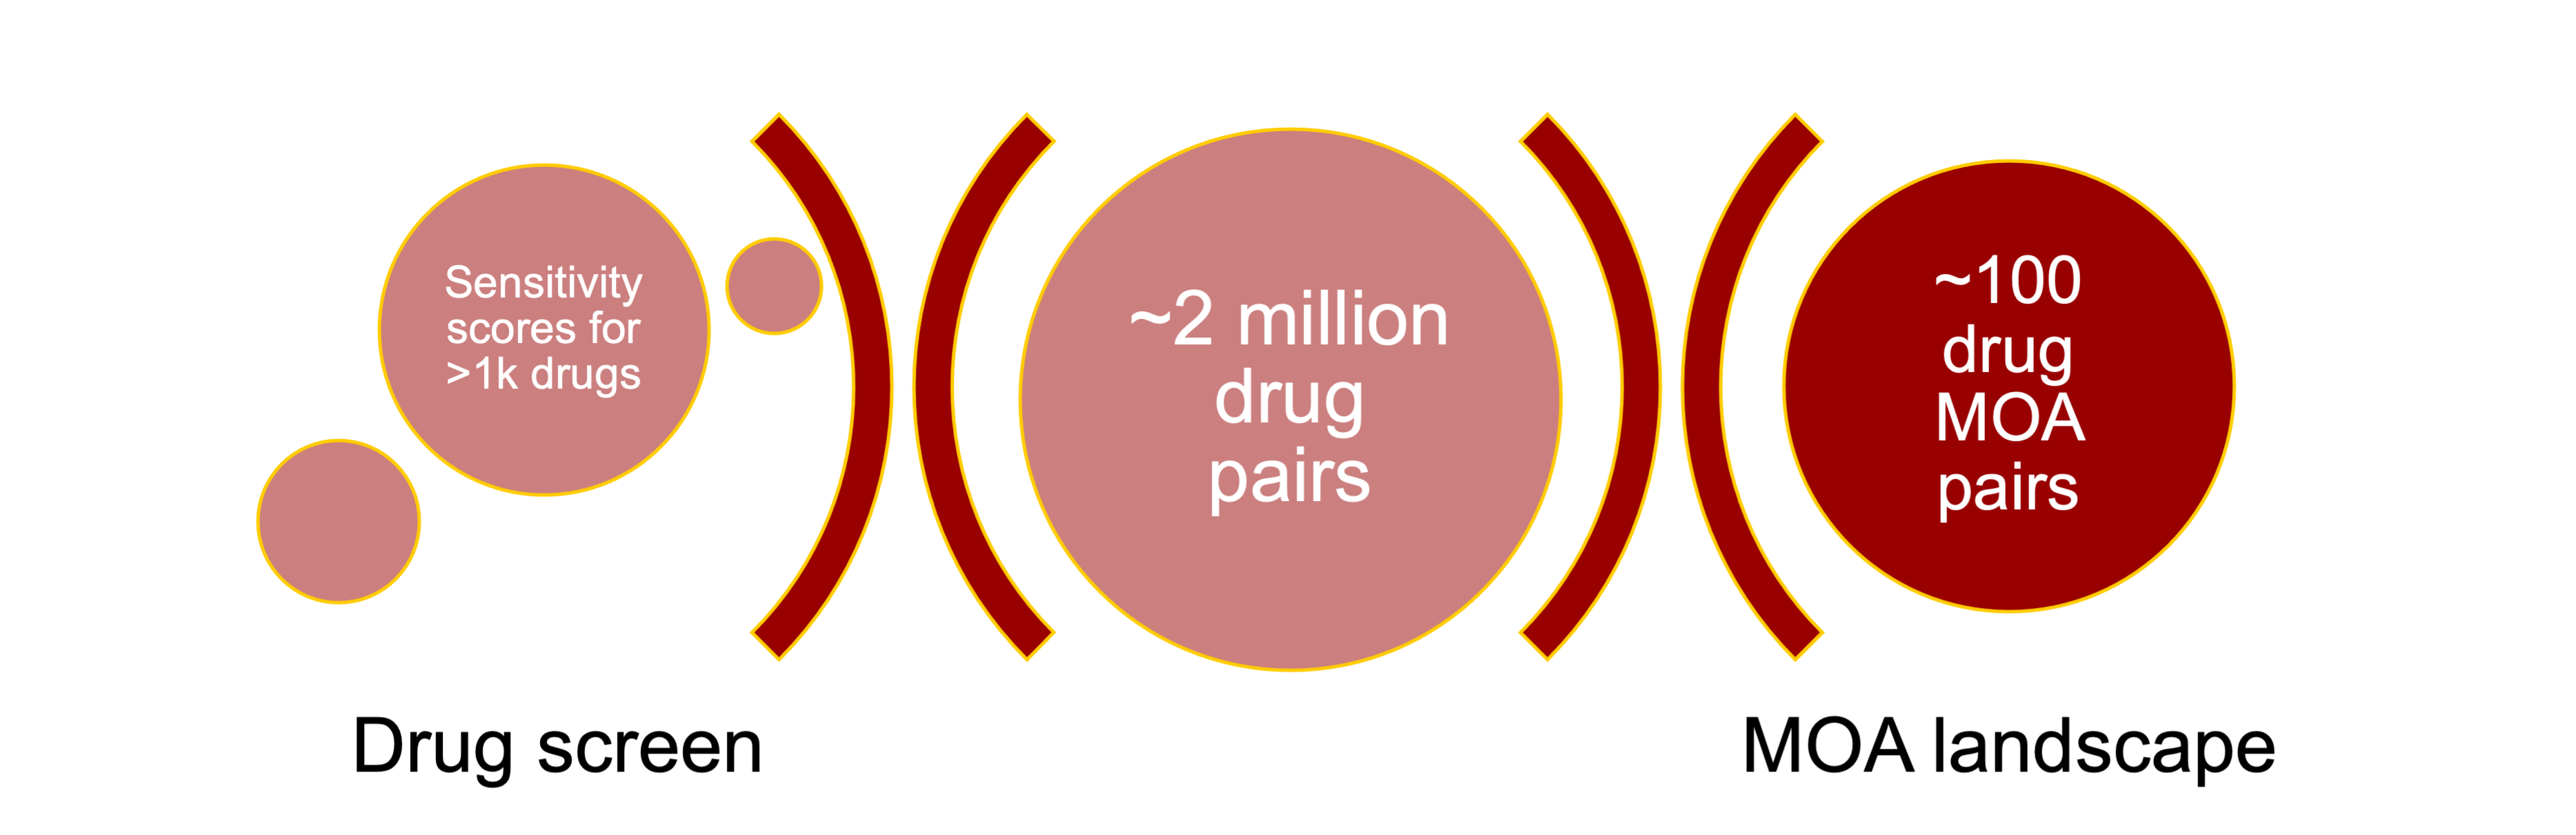 Sensitivity
scores for
>1k drugs
~2 million
drug
pairs
~100
drug
MOA
pairs
Drug screen
MOA landscape